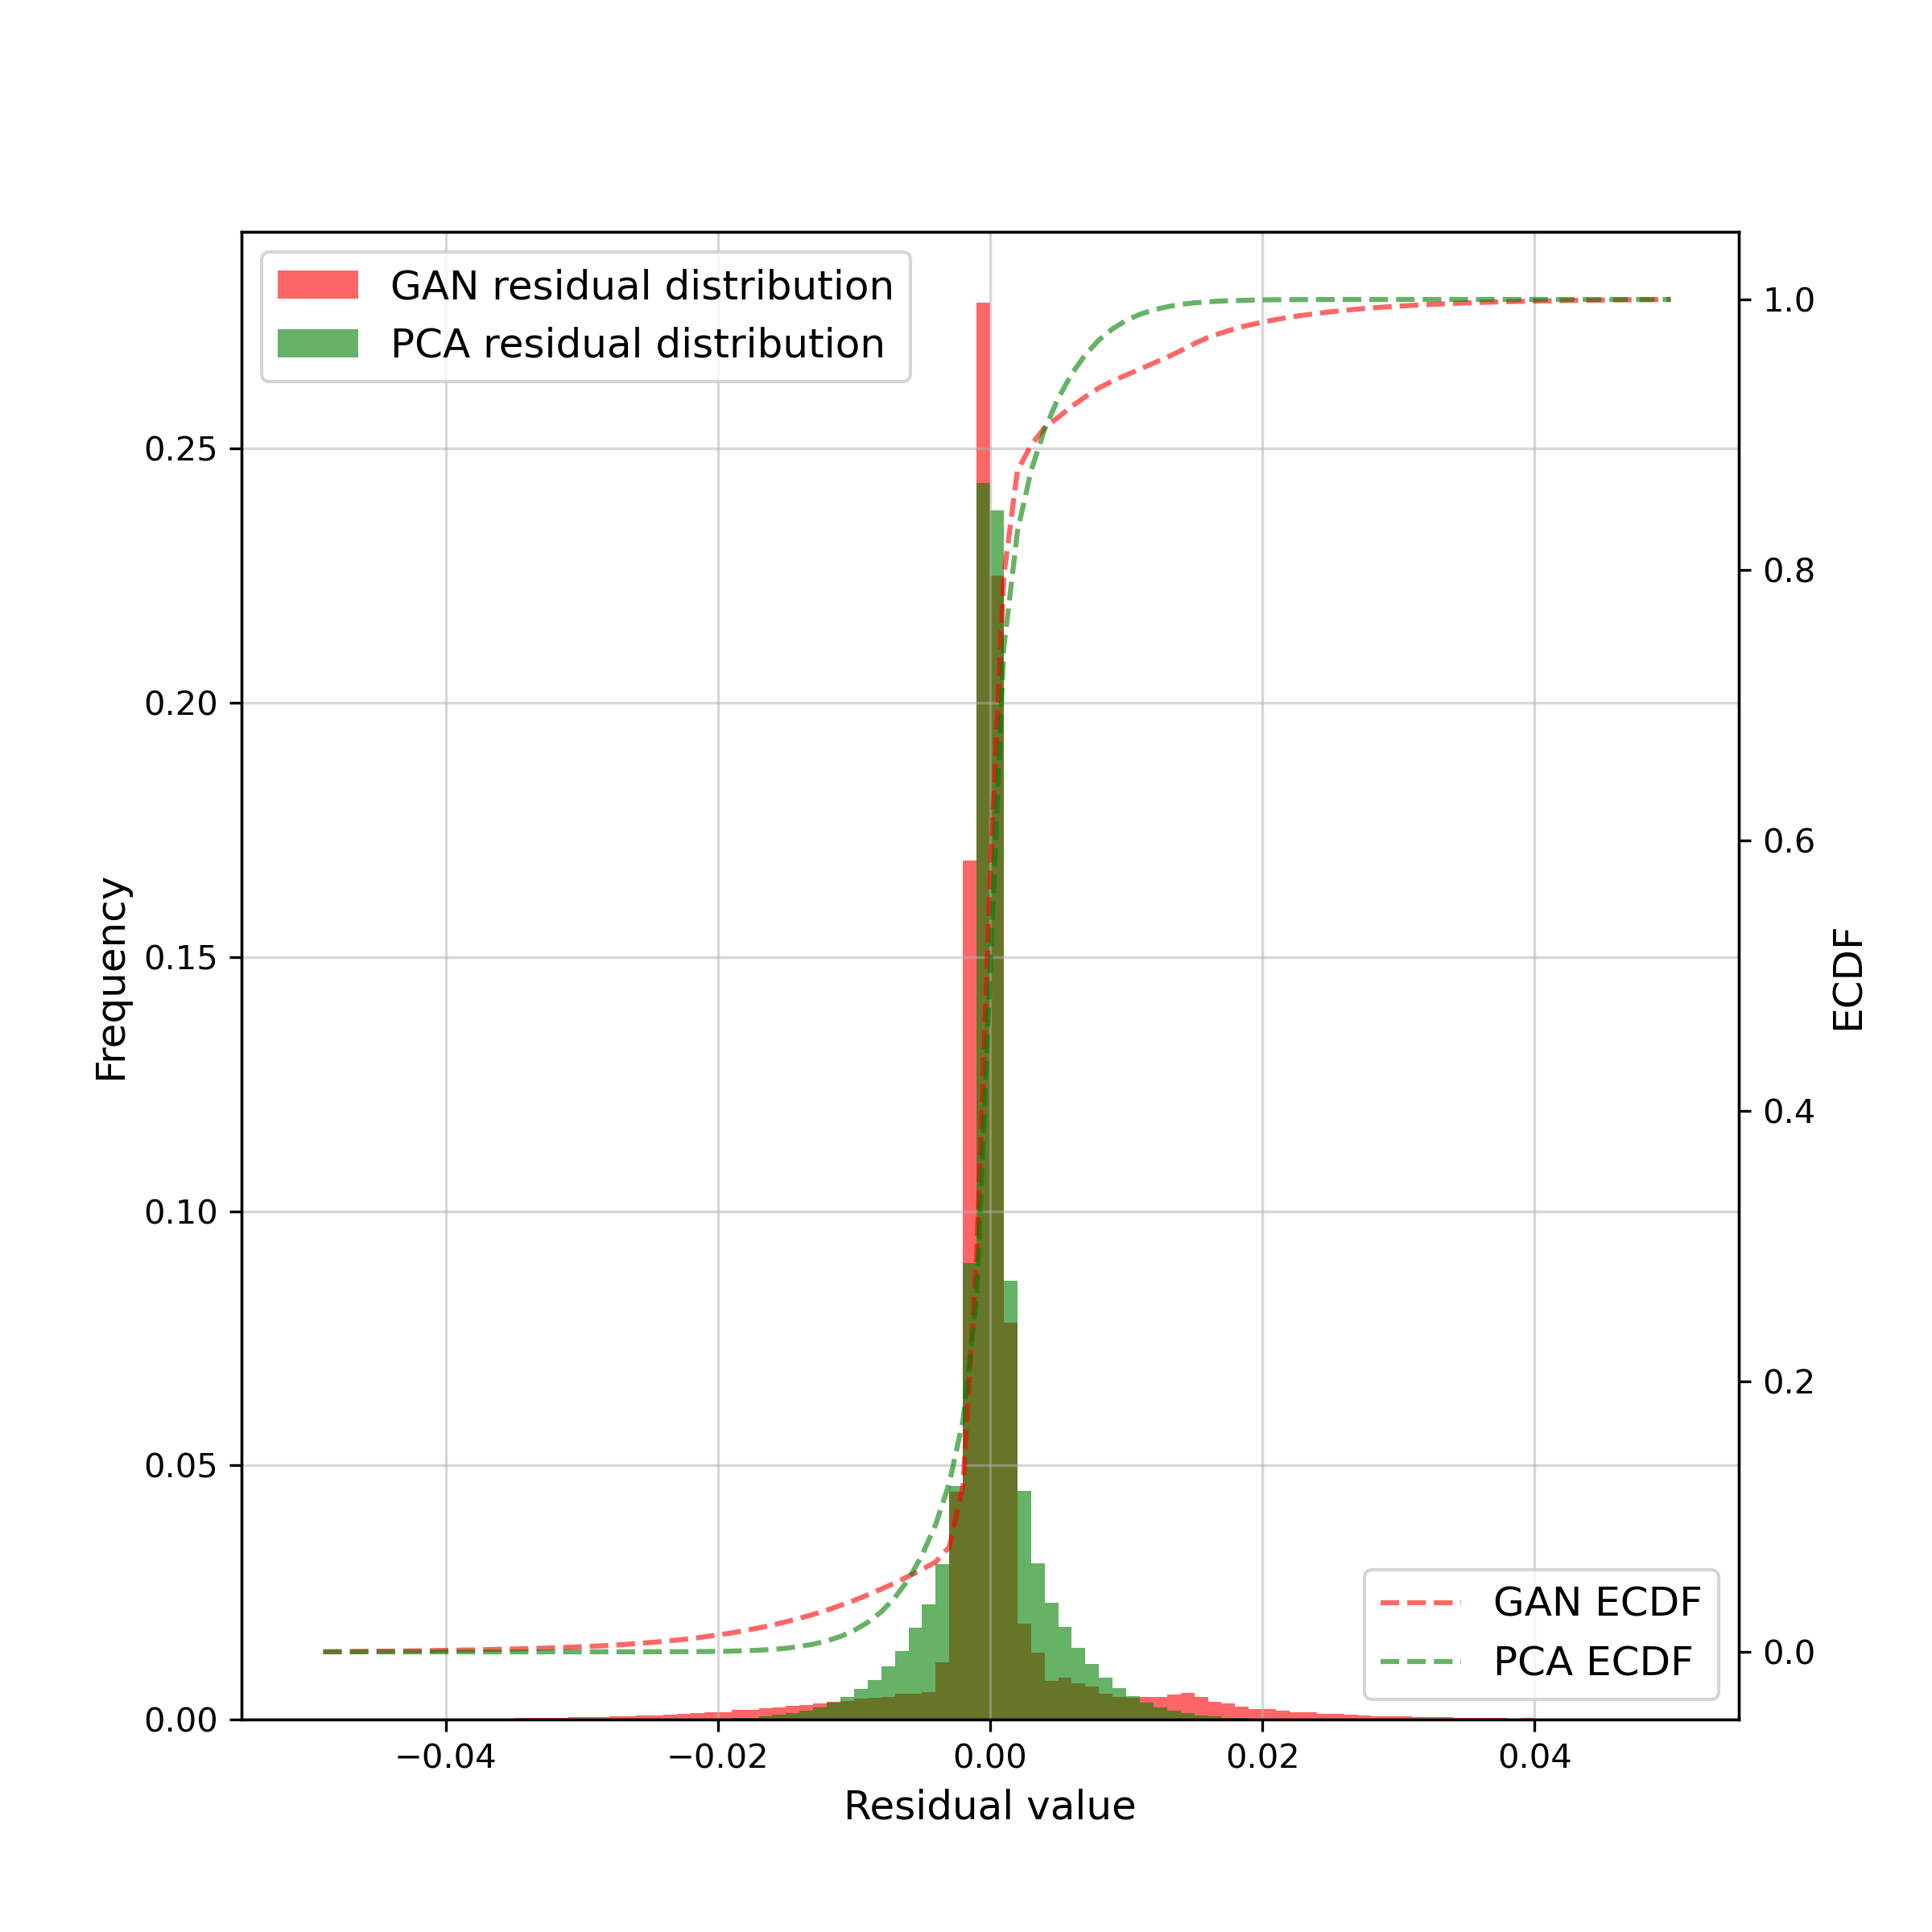 GAN residual distribution
PCA residual distribution
0.25
0.20
0.15
0.10
0.05
0.00
Frequency
1.0
0.8
0.6
0.4
0.2
0.0
ECDF
GAN ECDF
PCA ECDF
−0.04
−0.02
0.00
0.02
0.04
Residual value